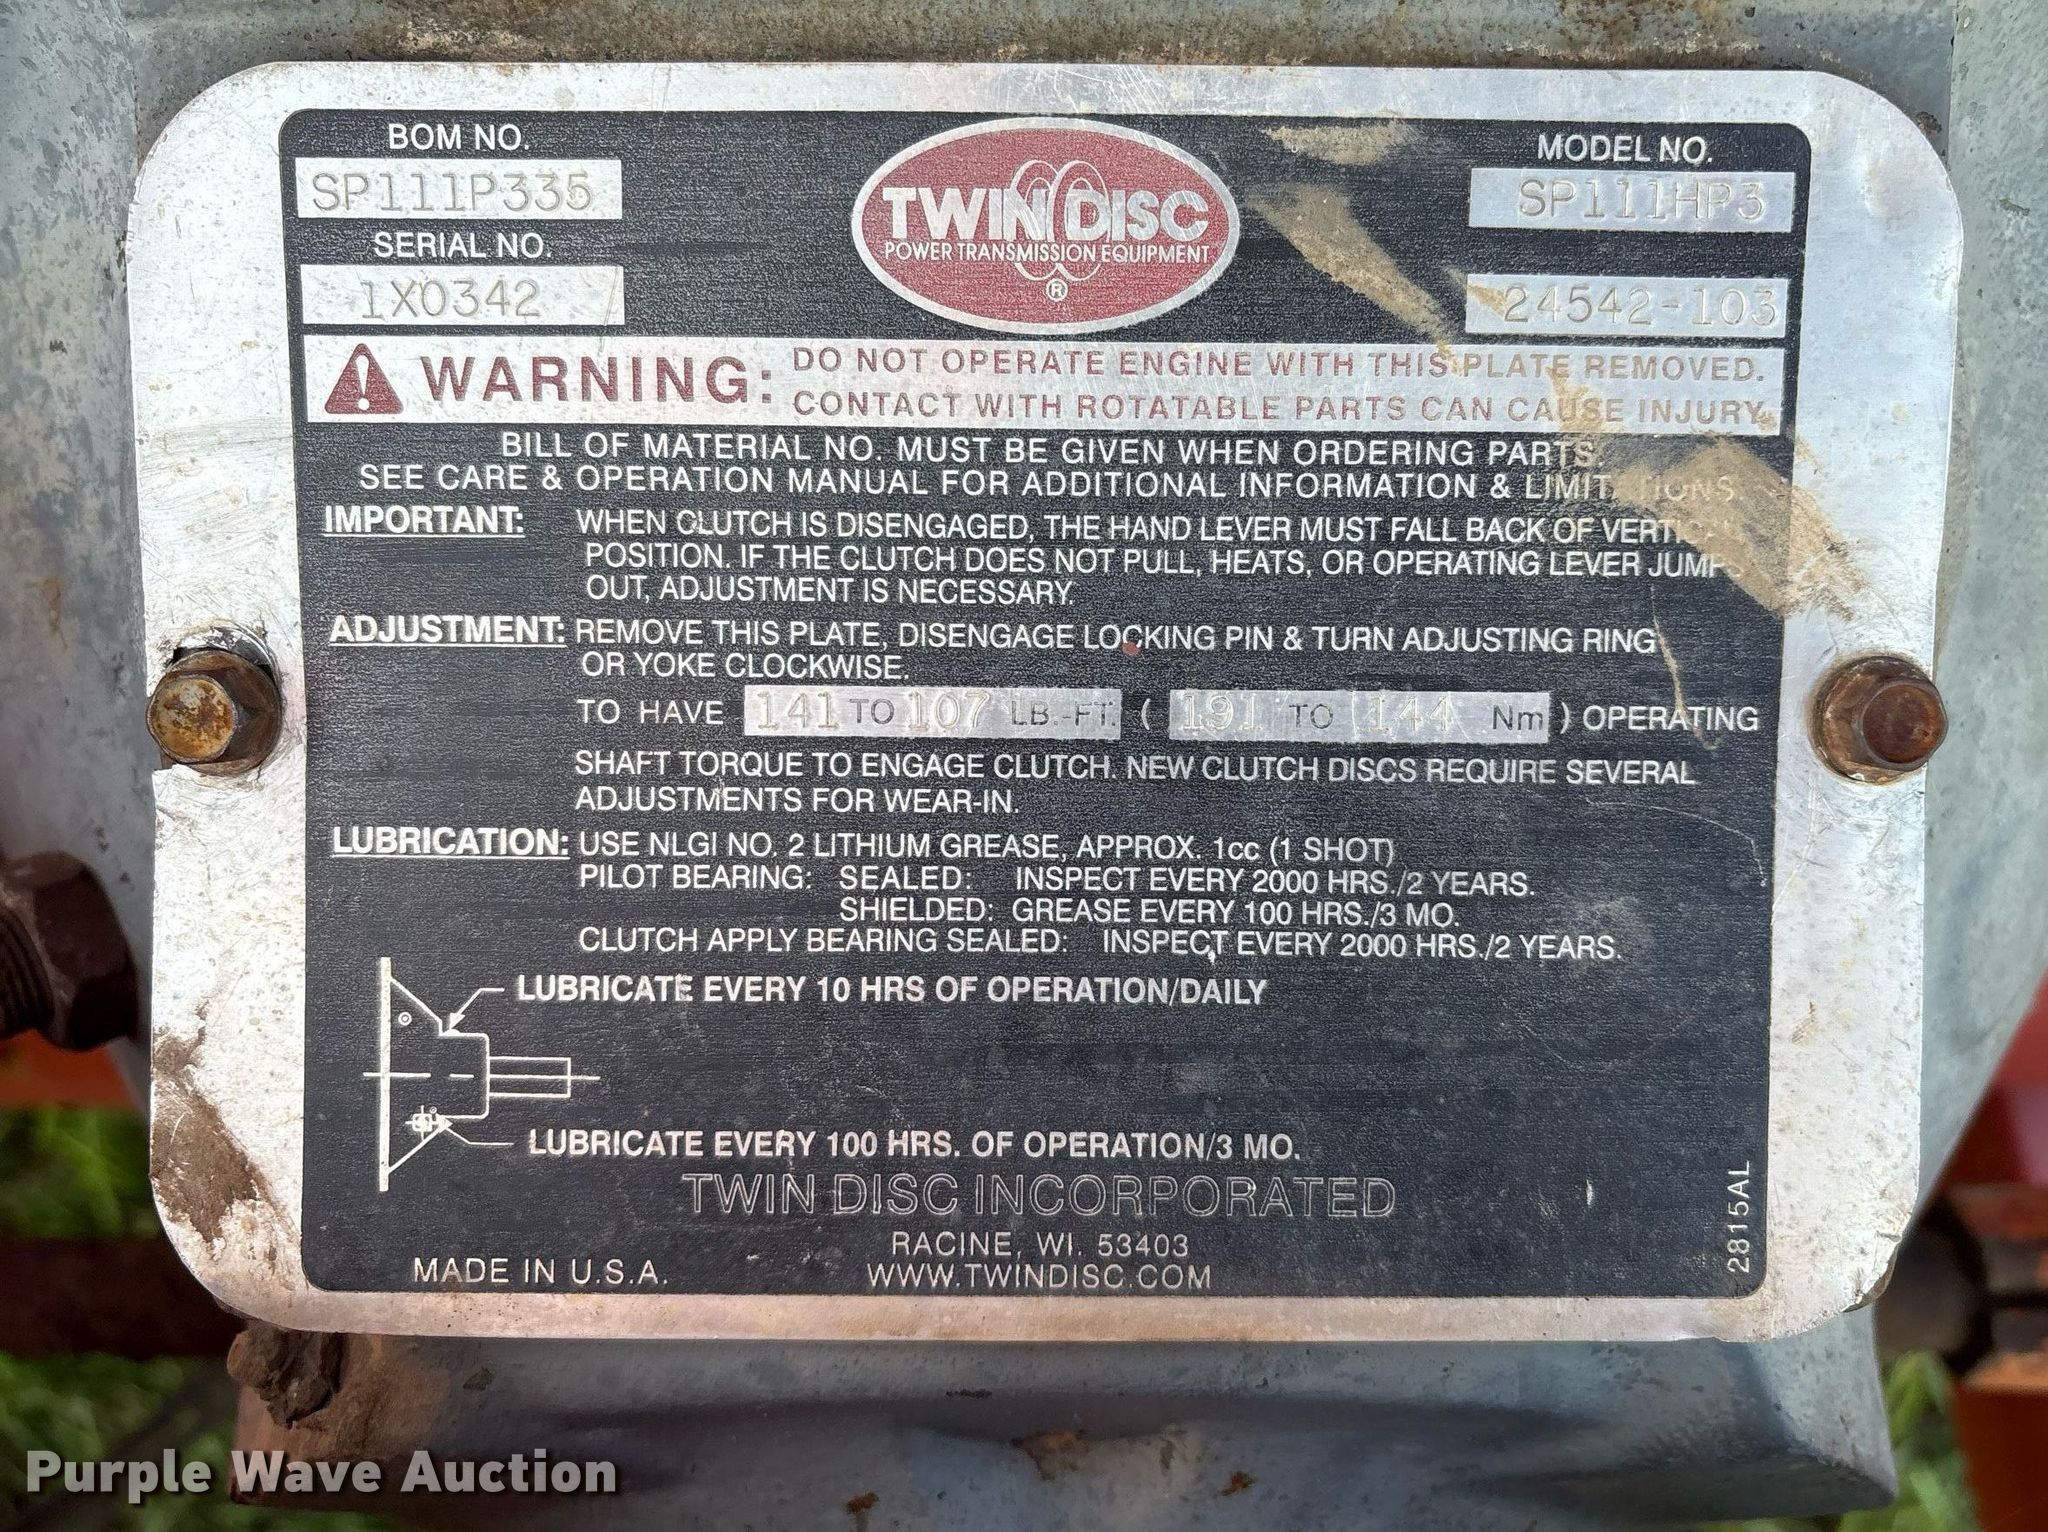 BOM NO.
SP111P335
SERIAL NO.
1X0342
TWIN DISC
POWER TRANSMISSION EQUIPMENT
®
MODEL NO.
SP111HP3
24542-103
WARNING: DO NOT OPERATE ENGINE WITH THIS PLATE REMOVED.
CONTACT WITH ROTATABLE PARTS CAN CAUSE INJURY.
BILL OF MATERIAL NO. MUST BE GIVEN WHEN ORDERING PARTS.
SEE CARE & OPERATION MANUAL FOR ADDITIONAL INFORMATION & LIMITATIONS.
IMPORTANT: WHEN CLUTCH IS DISENGAGED, THE HAND LEVER MUST FALL BACK OF
POSITION. IF THE CLUTCH DOES NOT PULL, HEATS, OR OPERATING LEVER JUMPS
OUT, ADJUSTMENT IS NECESSARY.
ADJUSTMENT: REMOVE THIS PLATE, DISENGAGE LOCKING PIN & TURN ADJUSTING RING
OR YOKE CLOCKWISE.
TO HAVE 141 TO 107 LB.-FT. ( 191 TO 144 Nm ) OPERATING
SHAFT TORQUE TO ENGAGE CLUTCH. NEW CLUTCH DISCS REQUIRE SEVERAL
ADJUSTMENTS FOR WEAR-IN.
LUBRICATION: USE NLGI NO. 2 LITHIUM GREASE, APPROX. 1cc (1 SHOT)
PILOT BEARING: SEALED: INSPECT EVERY 2000 HRS./2 YEARS.
SHIELDED: GREASE EVERY 100 HRS./3 MO.
CLUTCH APPLY BEARING SEALED: INSPECT EVERY 2000 HRS./2 YEARS.
LUBRICATE EVERY 10 HRS OF OPERATION/DAILY
LUBRICATE EVERY 100 HRS. OF OPERATION/3 MO.
TWIN DISC INCORPORATED
RACINE, WI. 53403
MADE IN U.S.A.
WWW.TWINDISC.COM
2815AL
Purple Wave Auction